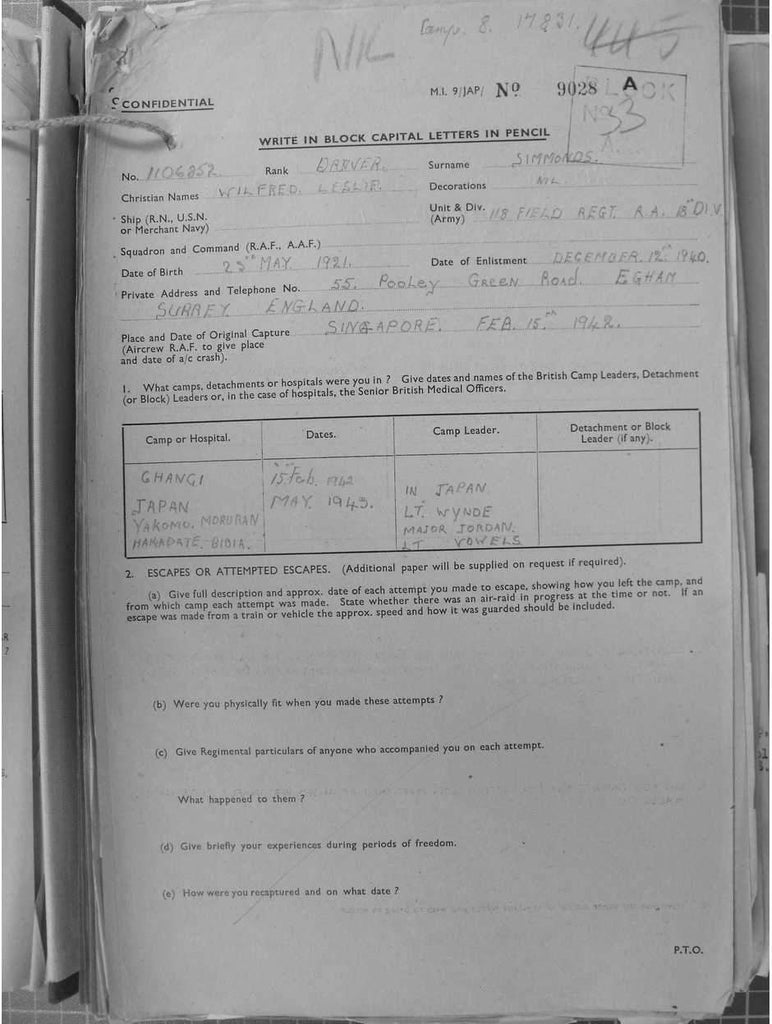 NIL Camp. 8. 17831. 445
CONFIDENTIAL
M.I. 9/JAP/ No 9028 A
BLOCK
No 33
A
WRITE IN BLOCK CAPITAL LETTERS IN PENCIL
No. 1106852 Rank DRIVER. Surname SIMMONDS.
Christian Names WILFRED. LESLIE. Decorations NIL.
Ship (R.N., U.S.N. or Merchant Navy)
Unit & Div. (Army) 118 FIELD REGT. R.A. 18th DIV
Squadron and Command (R.A.F., A.A.F.)
Date of Birth MAY. 1921. Date of Enlistment DECEMBER. 12th 1940.
Private Address and Telephone No. 55. POOLEY GREEN ROAD. EGHAM
SURREY ENGLAND.
Place and Date of Original Capture SINGAPORE. FEB. 15th 1942.
(Aircrew R.A.F. to give place
and date of a/c crash).
1. What camps, detachments or hospitals were you in ? Give dates and names of the British Camp Leaders, Detachment
(or Block) Leaders or, in the case of hospitals, the Senior British Medical Officers.
Camp or Hospital. Dates. Camp Leader. Detachment or Block Leader (if any).
CHANGI 15th Feb. 1942
JAPAN MAY. 1943. IN JAPAN
YAKOMO. MORURAN LT. WYNDE
HAKADATE. BIBIA. MAJOR JORDAN.
LT VOWELS
2. ESCAPES OR ATTEMPTED ESCAPES. (Additional paper will be supplied on request if required).
(a) Give full description and approx. date of each attempt you made to escape, showing how you left the camp, and
from which camp each attempt was made. State whether there was an air-raid in progress at the time or not. If an
escape was made from a train or vehicle the approx. speed and how it was guarded should be included.
(b) Were you physically fit when you made these attempts ?
(c) Give Regimental particulars of anyone who accompanied you on each attempt.
What happened to them ?
(d) Give briefly your experiences during periods of freedom.
(e) How were you recaptured and on what date ?
P.T.O.